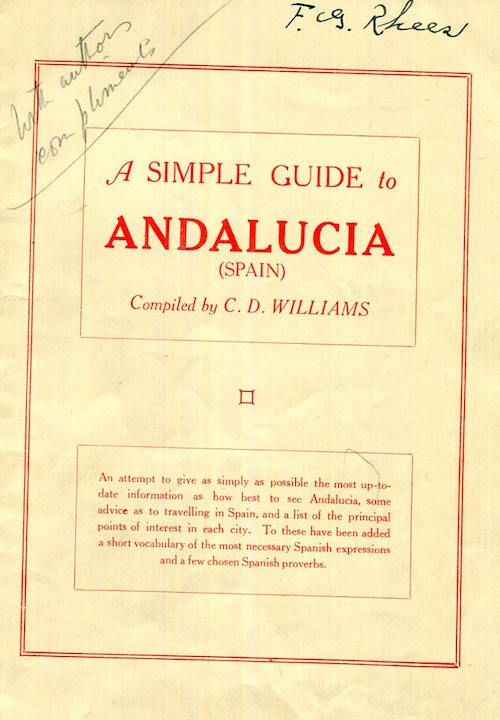 F. G. Rhees
With authors
compliments
A SIMPLE GUIDE to
ANDALUCIA
(SPAIN)
Compiled by C. D. WILLIAMS
An attempt to give as simply as possible the most up-to-
date information as how best to see Andalucia, some
advice as to travelling in Spain, and a list of the principal
points of interest in each city. To these have been added
a short vocabulary of the most necessary Spanish expressions
and a few chosen Spanish proverbs.